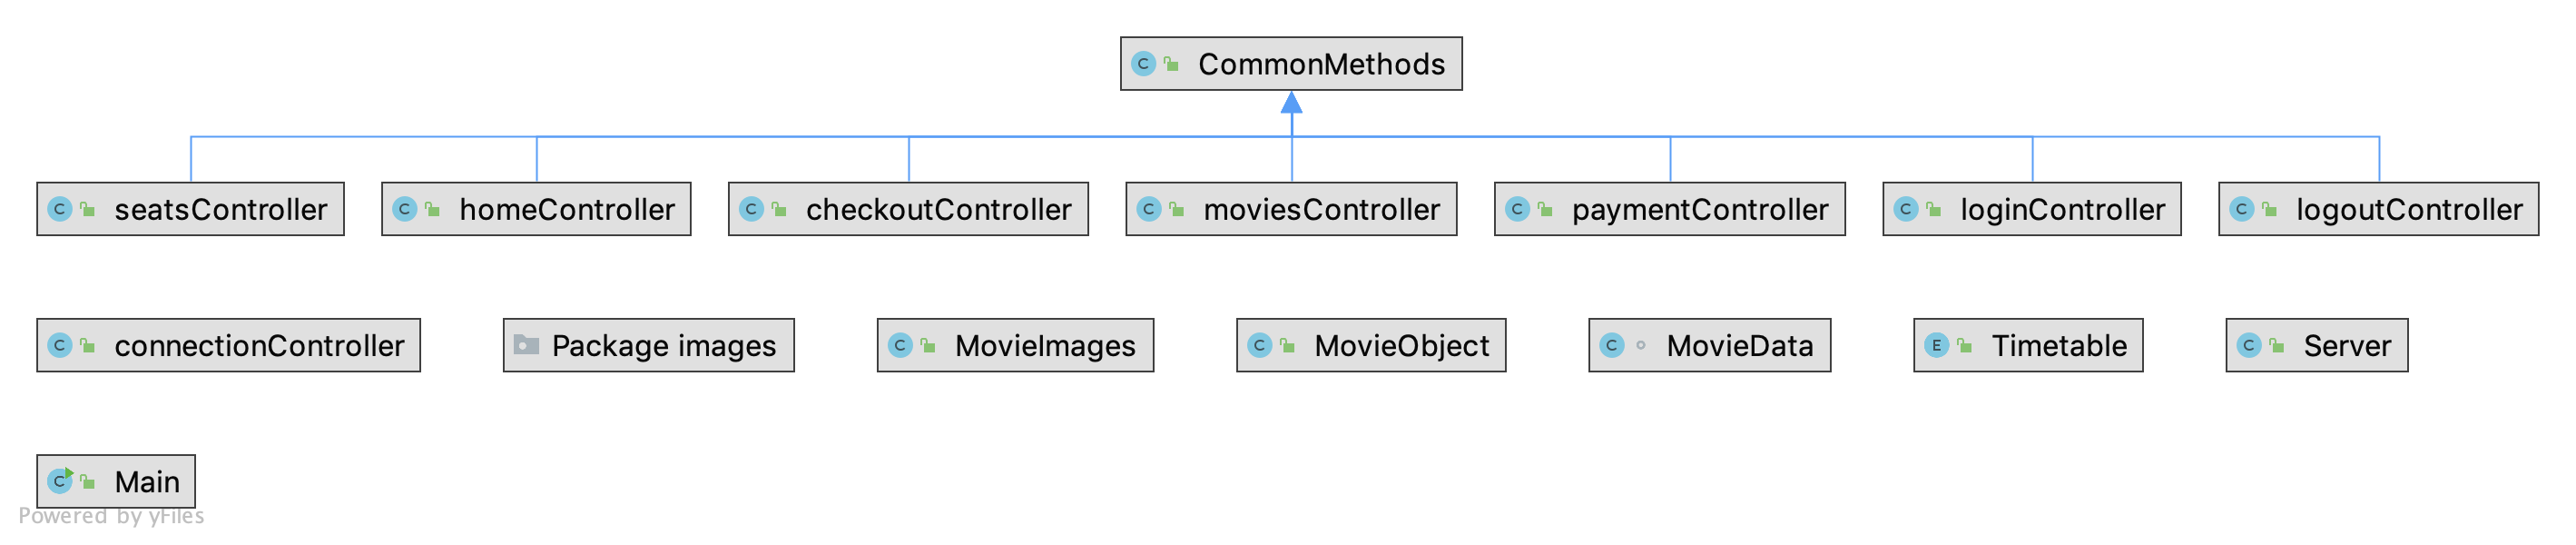 C CommonMethods
C seatsController
C homeController
C checkoutController
C moviesController
C paymentController
C loginController
C logoutController
C connectionController
Package images
C MovieImages
C MovieObject
C MovieData
E Timetable
C Server
C Main
Powered by yFiles